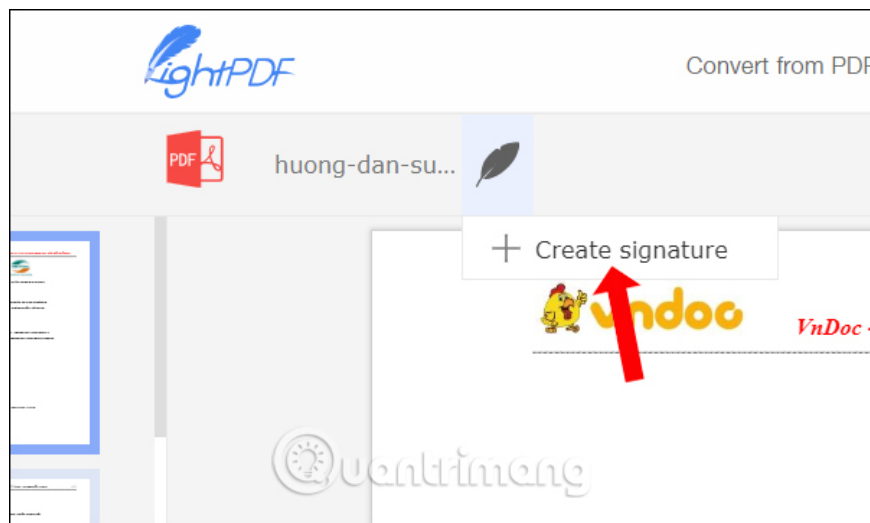 LightPDF
Convert from PDF
PDF
huong-dan-su...
Create signature
vndoc
VnDoc -
Quantrimang